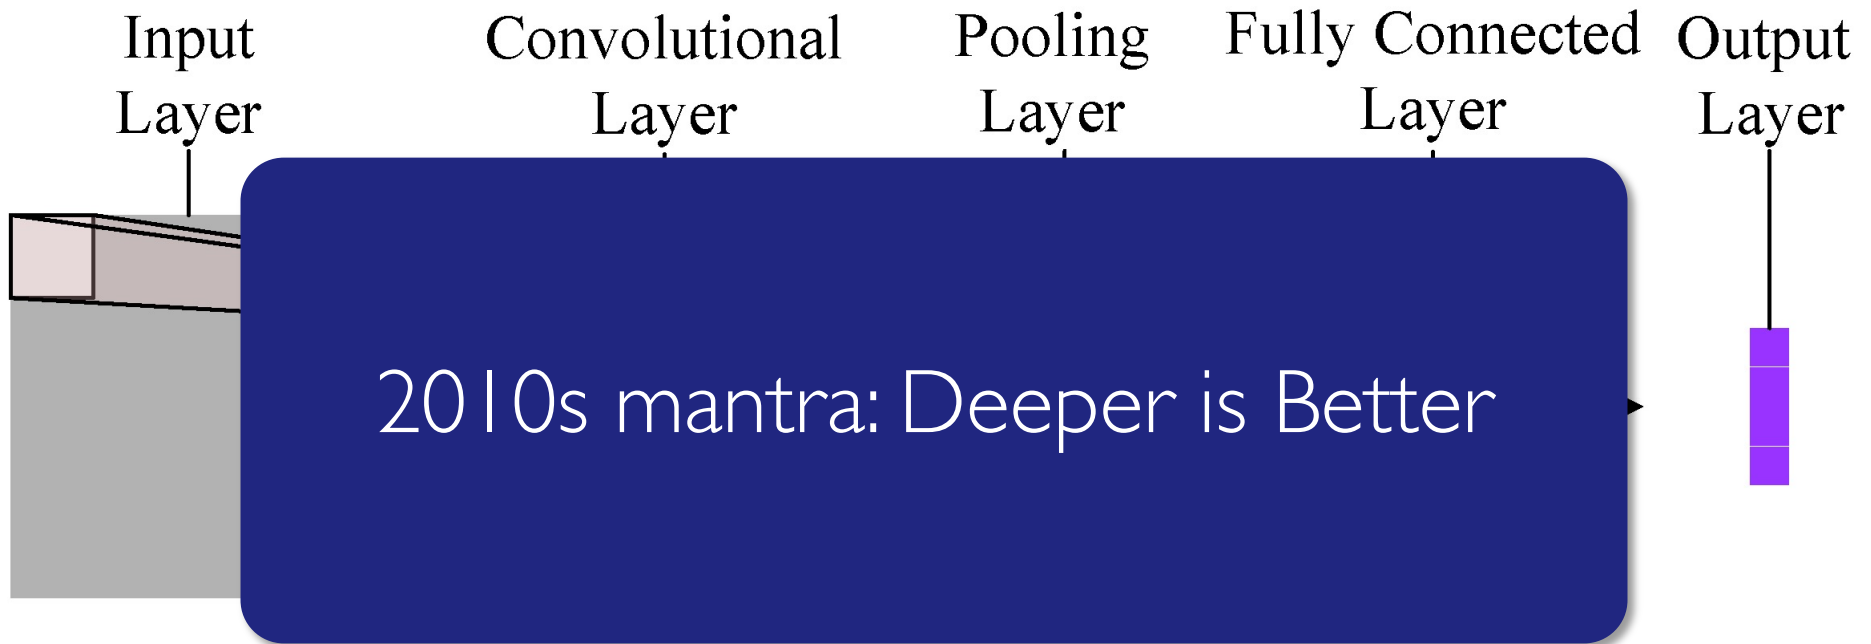 Input Layer
Convolutional Layer
Pooling Layer
Fully Connected Layer
Output Layer
2010s mantra: Deeper is Better